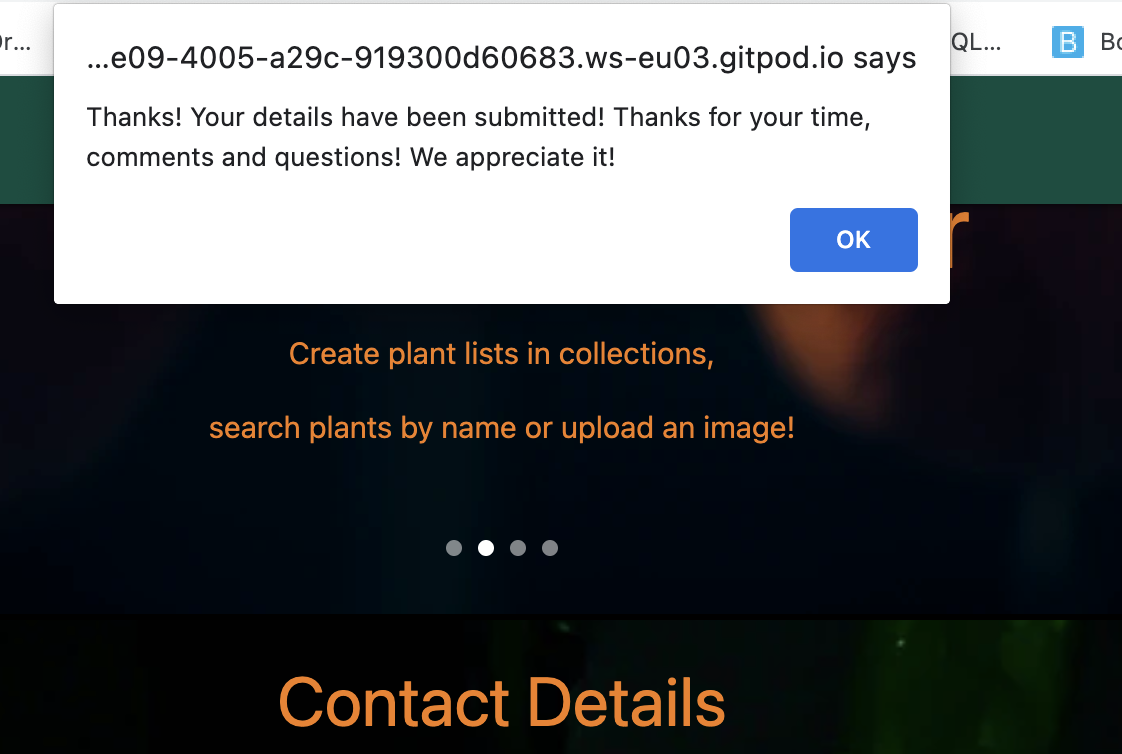 ...e09-4005-a29c-919300d60683.ws-eu03.gitpod.io says
Thanks! Your details have been submitted! Thanks for your time,
comments and questions! We appreciate it!
OK
QL...
B
Create plant lists in collections,
search plants by name or upload an image!
Contact Details